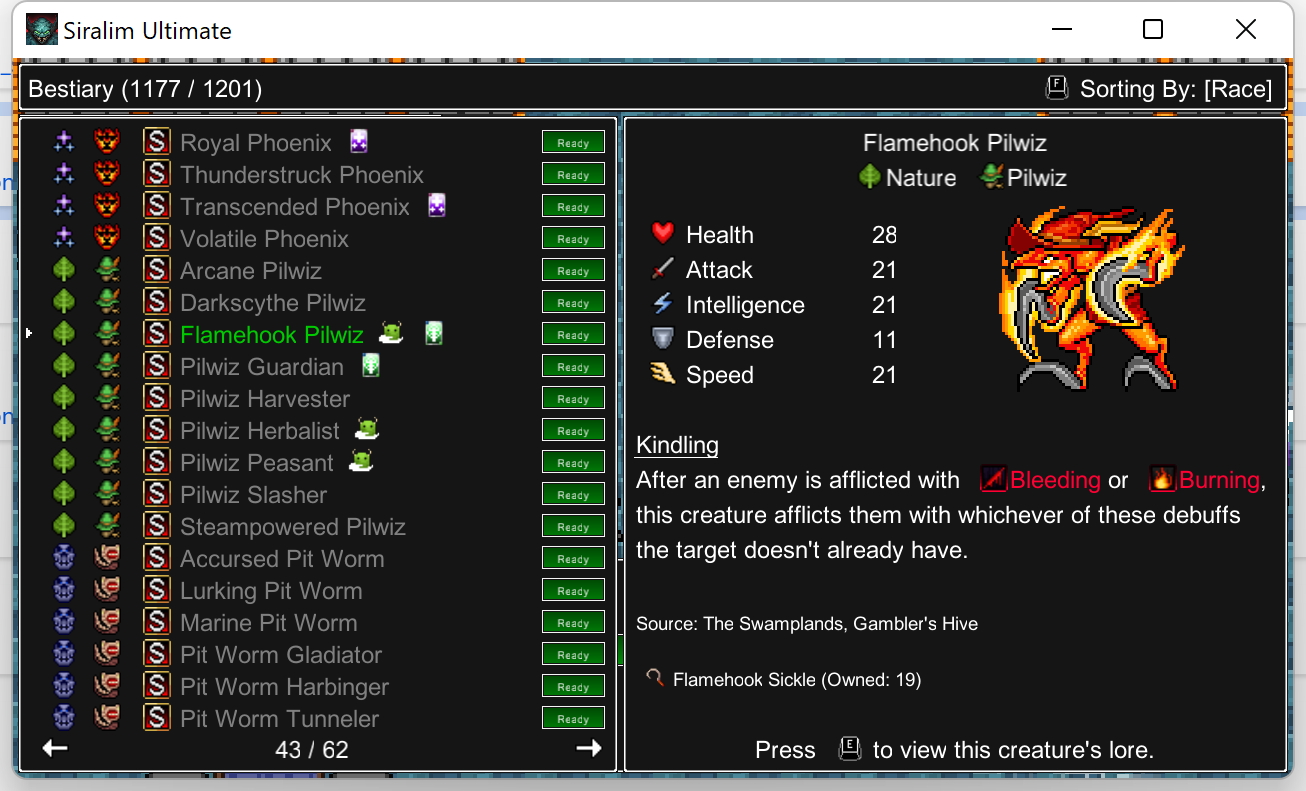 Siralim Ultimate
Bestiary (1177 / 1201)
F Sorting By: [Race]
S Royal Phoenix Ready
S Thunderstruck Phoenix Ready
S Transcended Phoenix Ready
S Volatile Phoenix Ready
S Arcane Pilwiz Ready
S Darkscythe Pilwiz Ready
S Flamehook Pilwiz Ready
S Pilwiz Guardian Ready
S Pilwiz Harvester Ready
S Pilwiz Herbalist Ready
S Pilwiz Peasant Ready
S Pilwiz Slasher Ready
S Steampowered Pilwiz Ready
S Accursed Pit Worm Ready
S Lurking Pit Worm Ready
S Marine Pit Worm Ready
S Pit Worm Gladiator Ready
S Pit Worm Harbinger Ready
S Pit Worm Tunneler Ready
43 / 62
Flamehook Pilwiz
Nature Pilwiz
Health 28
Attack 21
Intelligence 21
Defense 11
Speed 21
Kindling
After an enemy is afflicted with Bleeding or Burning,
this creature afflicts them with whichever of these debuffs
the target doesn't already have.
Source: The Swamplands, Gambler's Hive
Flamehook Sickle (Owned: 19)
Press E to view this creature's lore.